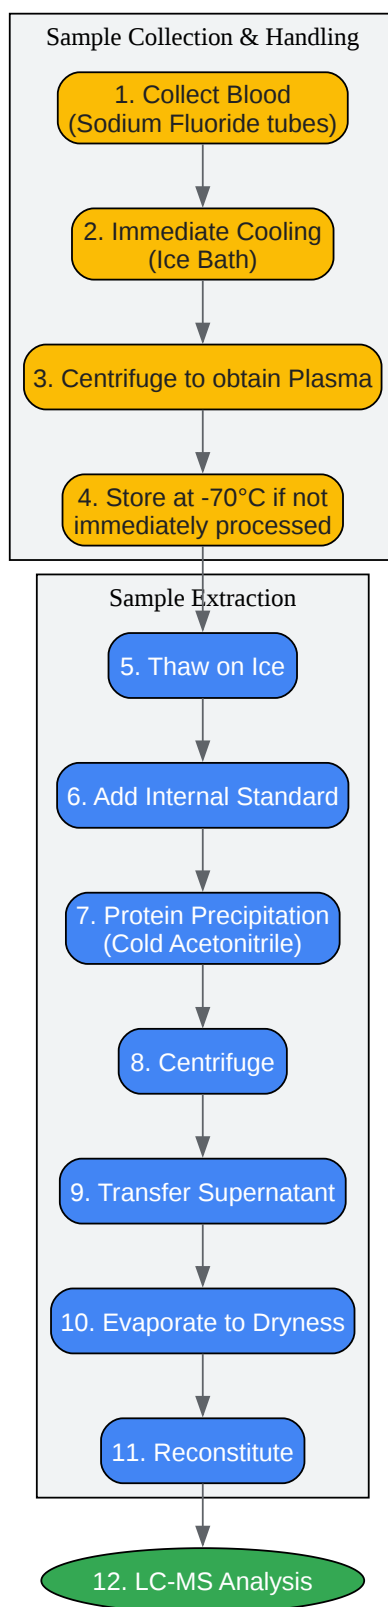 Sample Collection & Handling
1. Collect Blood
(Sodium Fluoride tubes)
2. Immediate Cooling
(Ice Bath)
3. Centrifuge to obtain Plasma
4. Store at -70°C if not
immediately processed
Sample Extraction
5. Thaw on Ice
6. Add Internal Standard
7. Protein Precipitation
(Cold Acetonitrile)
8. Centrifuge
9. Transfer Supernatant
10. Evaporate to Dryness
11. Reconstitute
12. LC-MS Analysis